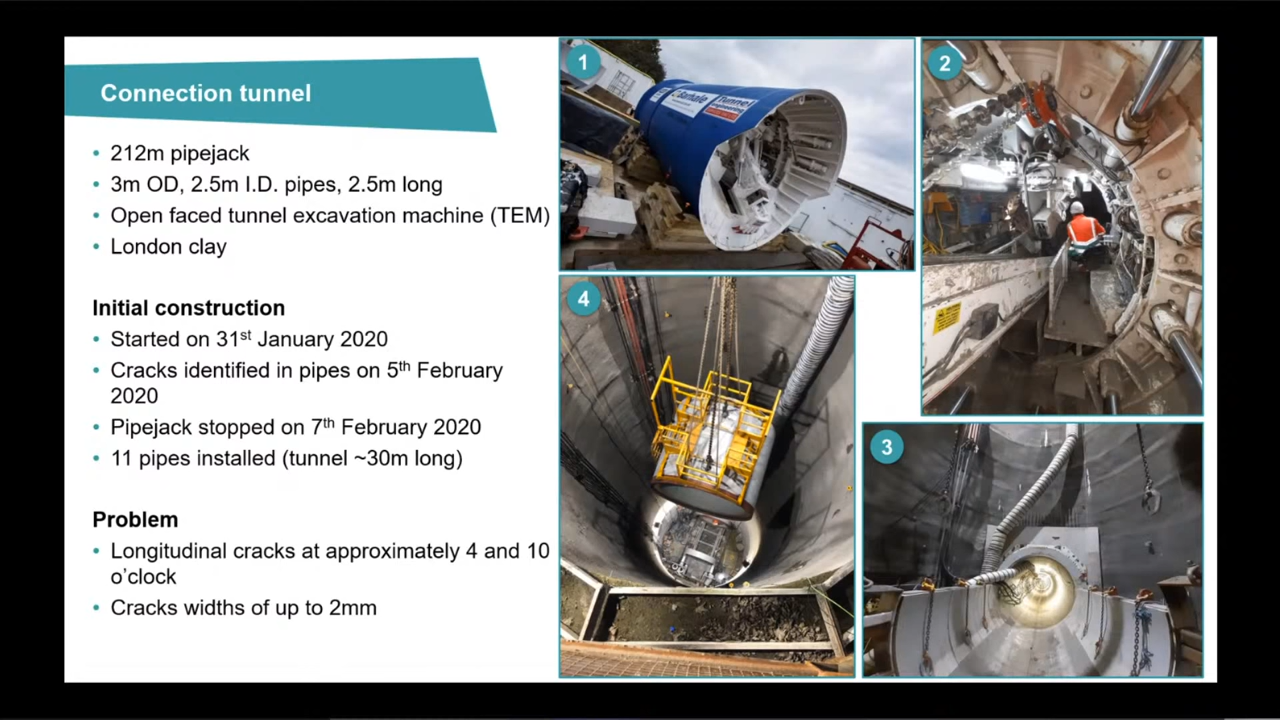 Connection tunnel
• 212m pipejack
• 3m OD, 2.5m I.D. pipes, 2.5m long
• Open faced tunnel excavation machine (TEM)
• London clay
Initial construction
• Started on 31st January 2020
• Cracks identified in pipes on 5th February
2020
• Pipejack stopped on 7th February 2020
• 11 pipes installed (tunnel ~30m long)
Problem
• Longitudinal cracks at approximately 4 and 10
o’clock
• Cracks widths of up to 2mm
1
Barhale
Tunnel
Engineering
2
4
3